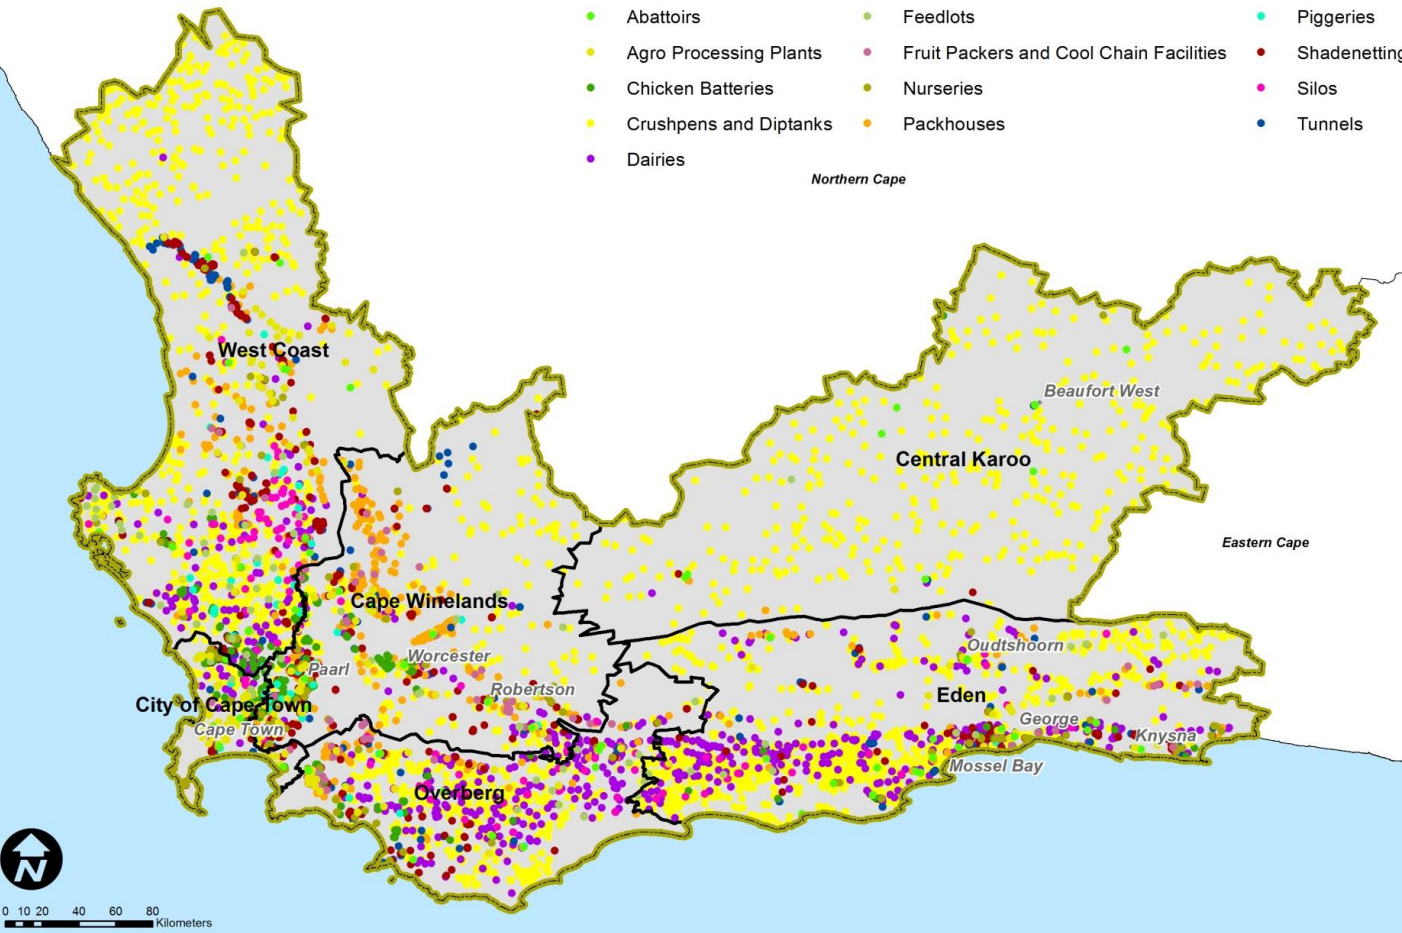 Abattoirs
Agro Processing Plants
Chicken Batteries
Crushpens and Diptanks
Dairies
Feedlots
Fruit Packers and Cool Chain Facilities
Nurseries
Packhouses
Piggeries
Shadenetting
Silos
Tunnels
Northern Cape
West Coast
Beaufort West
Central Karoo
Eastern Cape
Cape Winelands
Oudtshoorn
Worcester
Paarl
Robertson
Eden
City of Cape Town
George
Cape Town
Knysna
Mossel Bay
Overberg
N
0 10 20 40 60 80
Kilometers